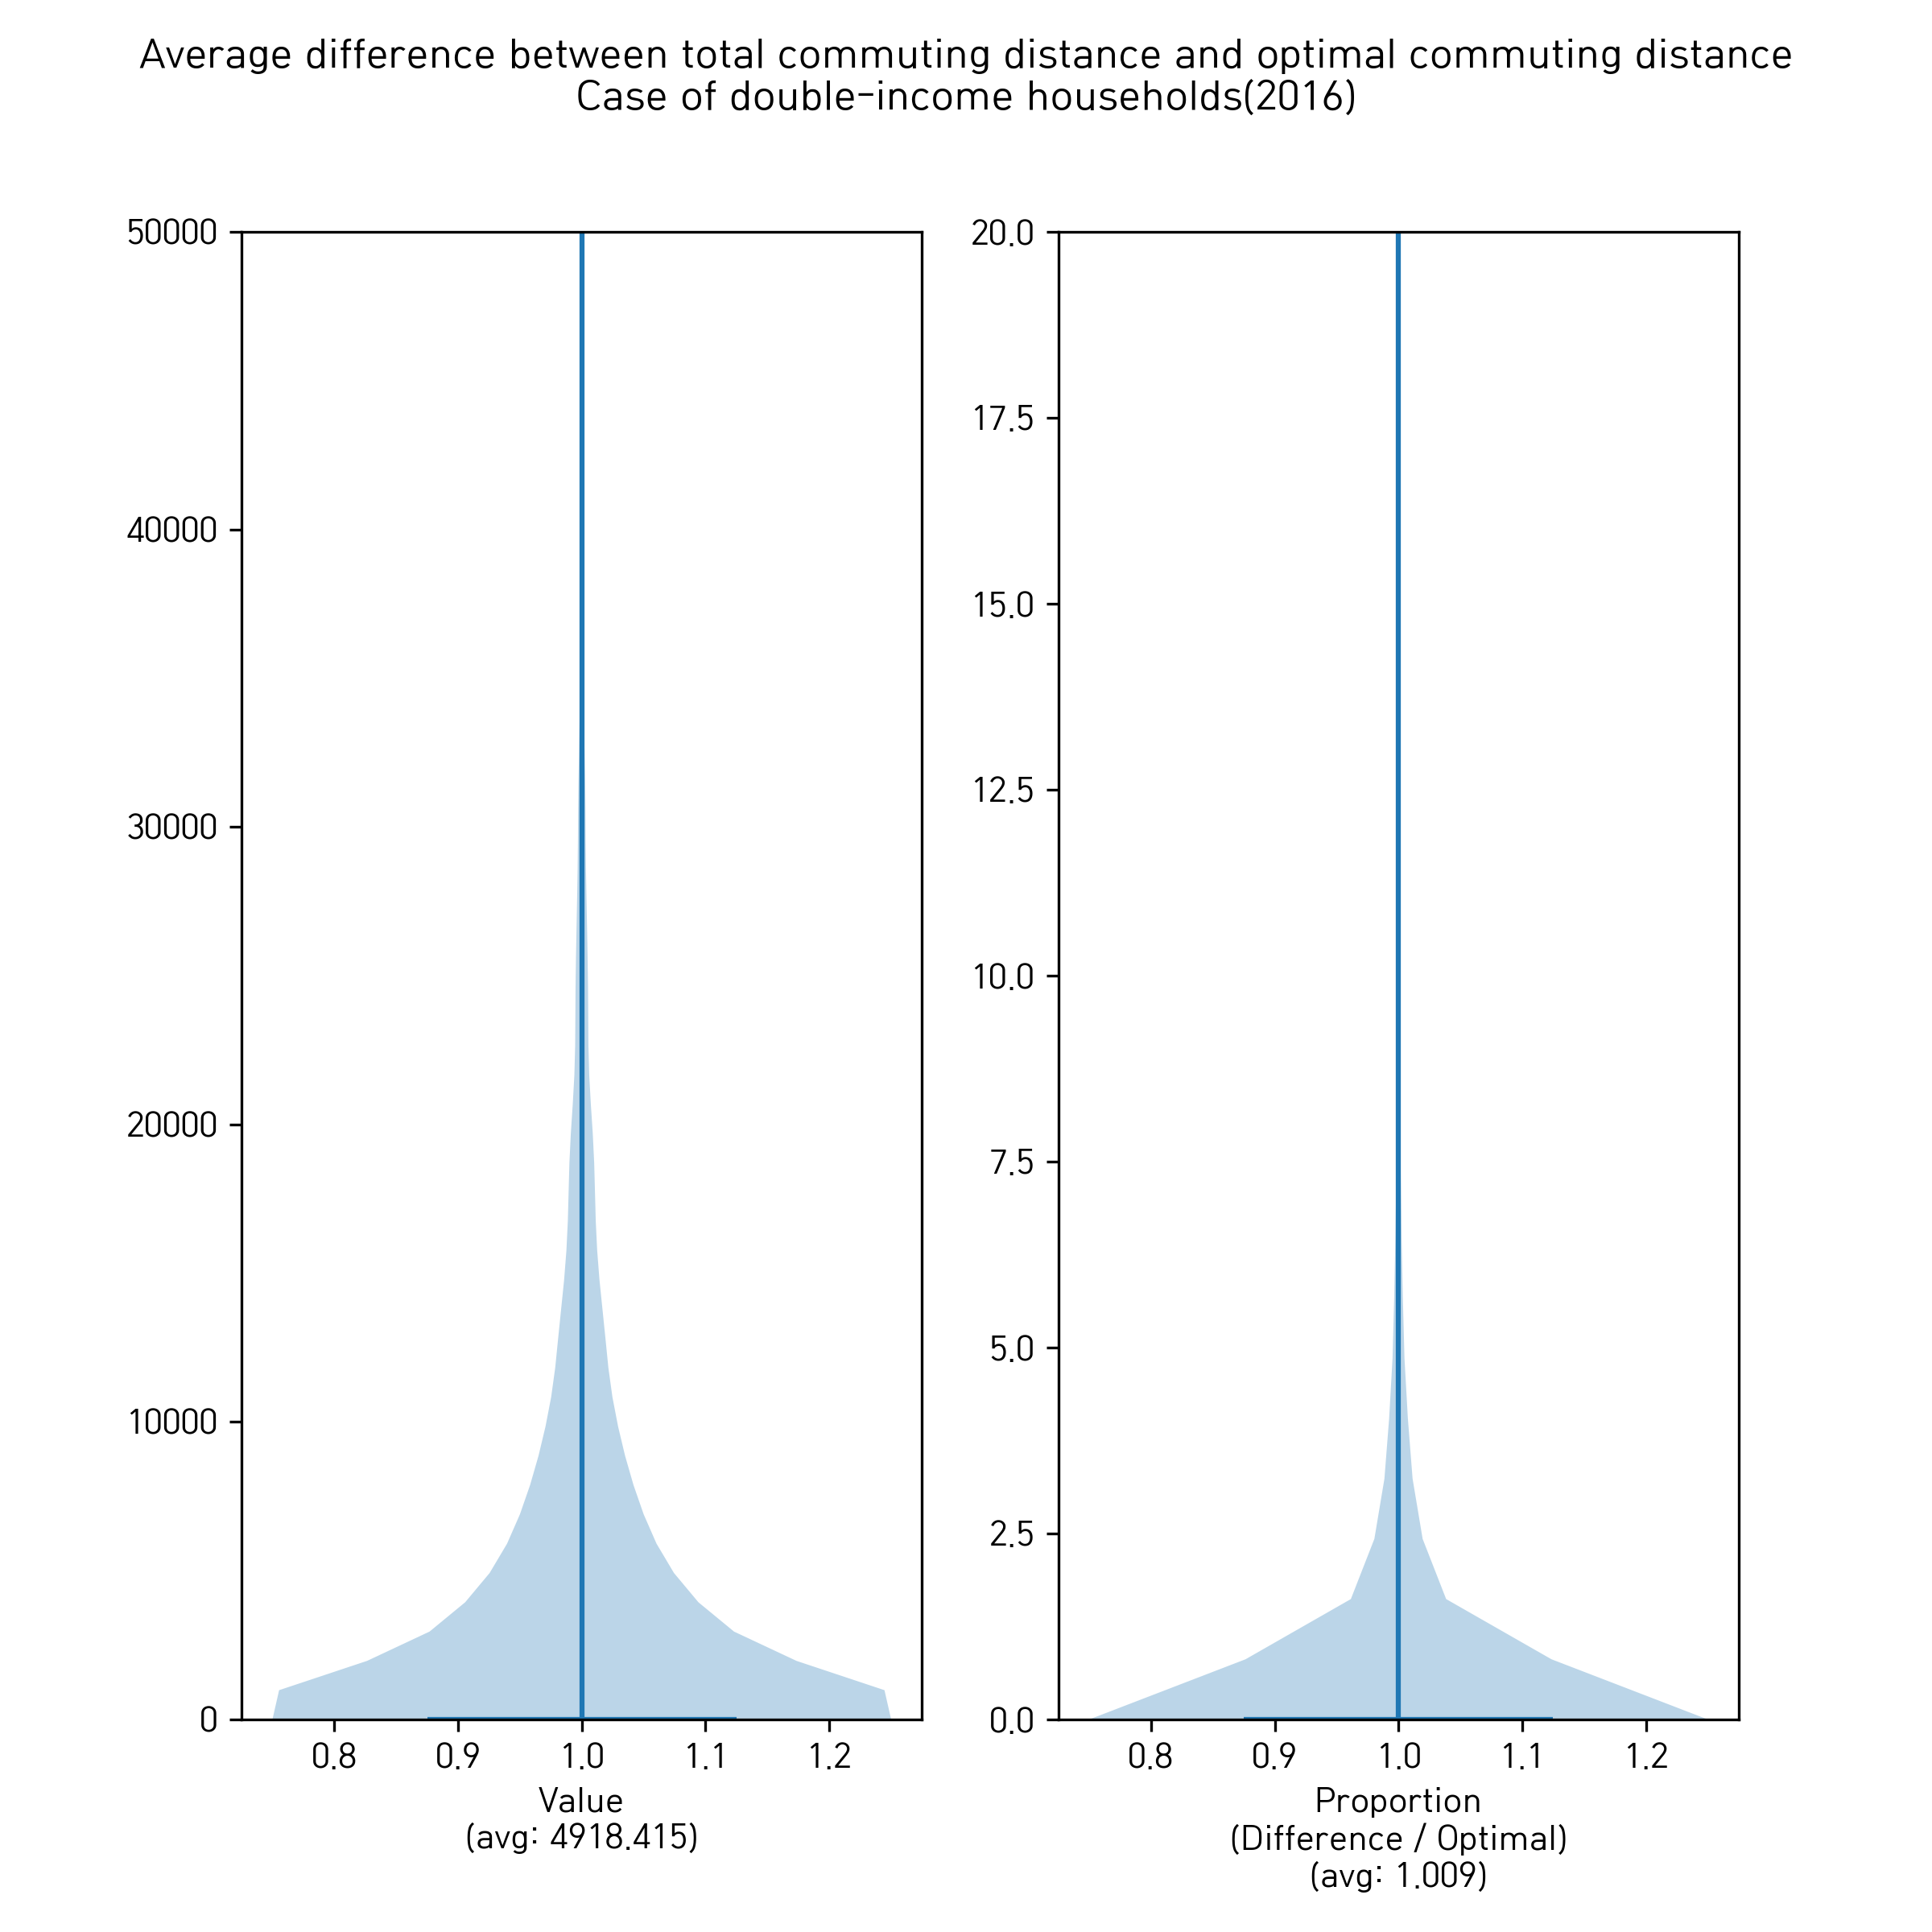 Average difference between total commuting distance and optimal commuting distance
Case of double-income households(2016)
50000
40000
30000
20000
10000
0
0.8 0.9 1.0 1.1 1.2
Value
(avg: 4918.415)
20.0
17.5
15.0
12.5
10.0
7.5
5.0
2.5
0.0
0.8 0.9 1.0 1.1 1.2
Proportion
(Difference / Optimal)
(avg: 1.009)